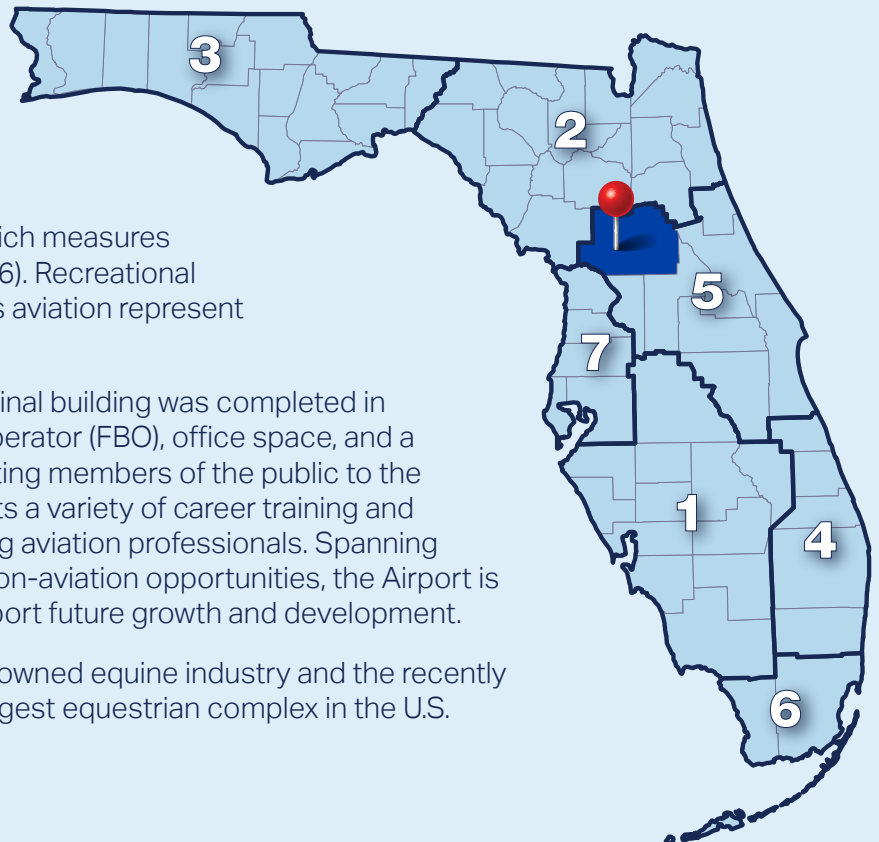 3
2
ich measures
6). Recreational
s aviation represent
5
7
inal building was completed in
perator (FBO), office space, and a
ting members of the public to the
ts a variety of career training and
g aviation professionals. Spanning
on-aviation opportunities, the Airport is
port future growth and development.
1
4
owned equine industry and the recently
gest equestrian complex in the U.S.
6